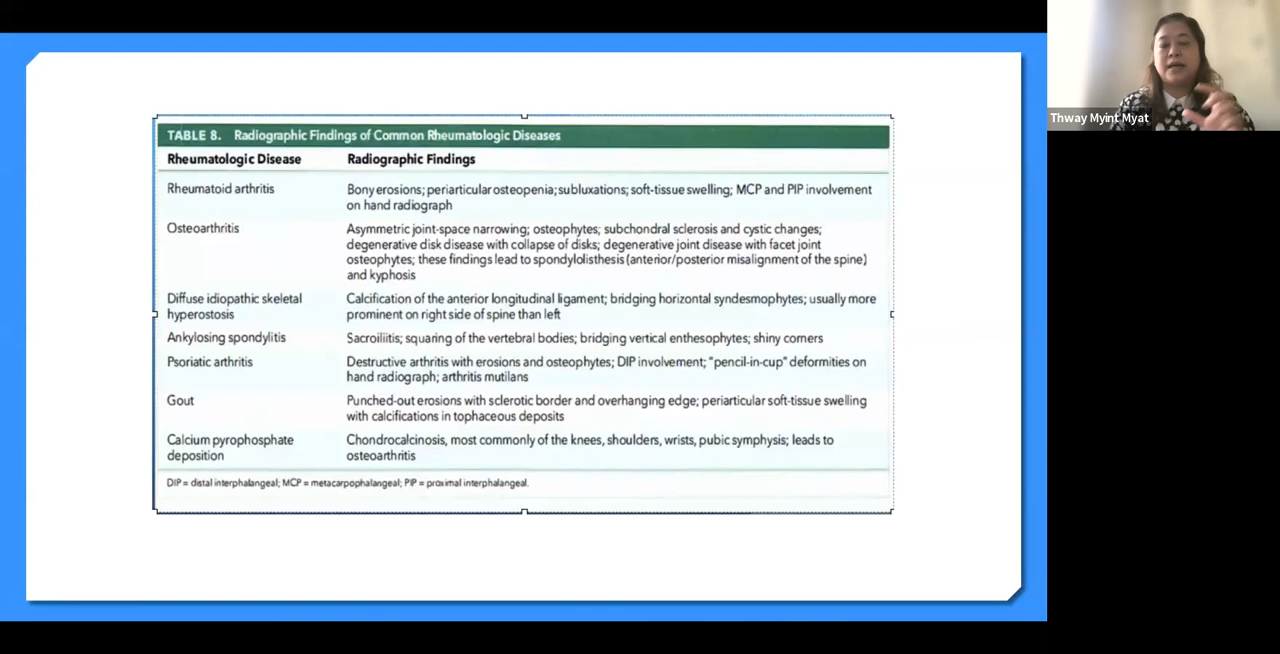 TABLE 8. Radiographic Findings of Common Rheumatologic Diseases
Rheumatologic Disease Radiographic Findings
Rheumatoid arthritis Bony erosions; periarticular osteopenia; subluxations; soft-tissue swelling; MCP and PIP involvement
on hand radiograph
Osteoarthritis Asymmetric joint-space narrowing; osteophytes; subchondral sclerosis and cystic changes;
degenerative disk disease with collapse of disks; degenerative joint disease with facet joint
osteophytes; these findings lead to spondylolisthesis (anterior/posterior misalignment of the spine)
and kyphosis
Diffuse idiopathic skeletal Calcification of the anterior longitudinal ligament; bridging horizontal syndesmophytes; usually more
hyperostosis prominent on right side of spine than left
Ankylosing spondylitis Sacroiliitis; squaring of the vertebral bodies; bridging vertical enthesophytes; shiny corners
Psoriatic arthritis Destructive arthritis with erosions and osteophytes; DIP involvement; "pencil-in-cup" deformities on
hand radiograph; arthritis mutilans
Gout Punched-out erosions with sclerotic border and overhanging edge; periarticular soft-tissue swelling
with calcifications in tophaceous deposits
Calcium pyrophosphate Chondrocalcinosis, most commonly of the knees, shoulders, wrists, pubic symphysis; leads to
deposition osteoarthritis
DIP = distal interphalangeal; MCP = metacarpophalangeal; PIP = proximal interphalangeal.
Thway Myint Myat